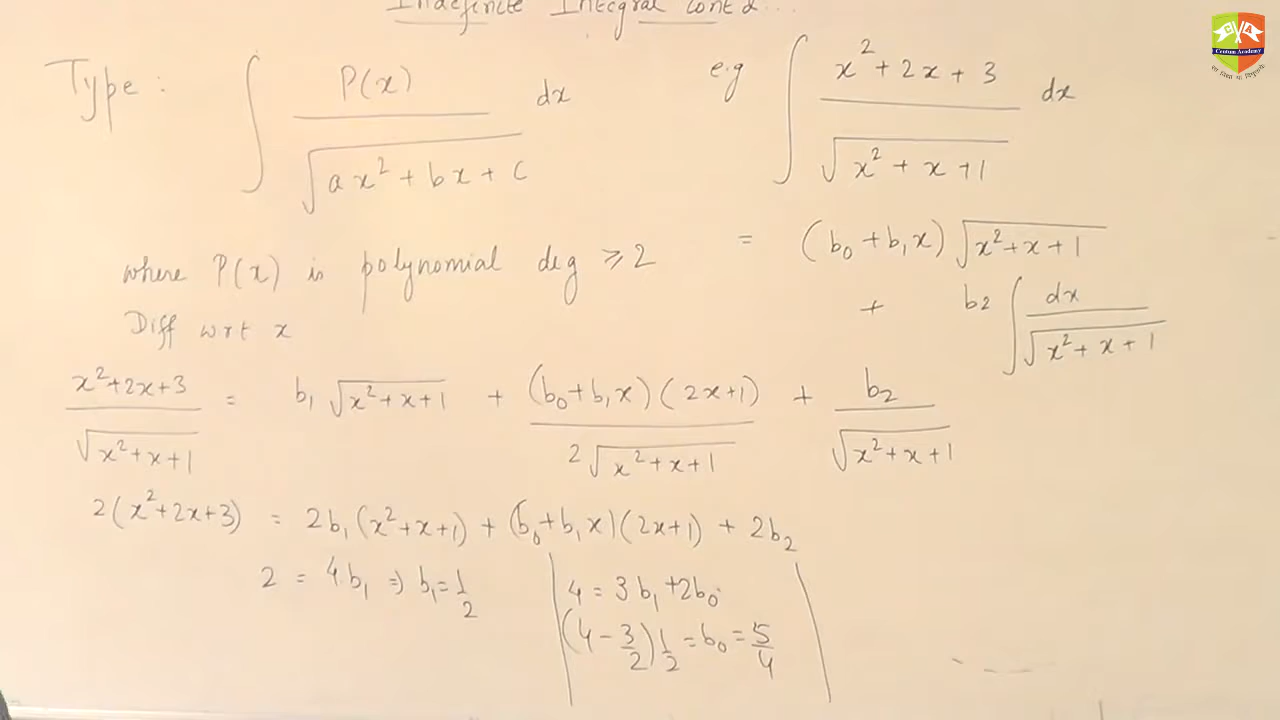 Indefinite Integral Contd...
Type : ∫ P(x) / √(ax² + bx + c) dx
e.g ∫ (x² + 2x + 3) / √(x² + x + 1) dx
= (b₀ + b₁x) √(x² + x + 1)
+ b₂ ∫ dx / √(x² + x + 1)
where P(x) is polynomial deg ≥ 2
Diff wrt x
(x²+2x+3) / √(x²+x+1) = b₁ √(x²+x+1) + (b₀+b₁x)(2x+1) / 2√(x²+x+1) + b₂ / √(x²+x+1)
2(x²+2x+3) = 2b₁(x²+x+1) + (b₀+b₁x)(2x+1) + 2b₂
2 = 4b₁ ⇒ b₁ = 1/2
4 = 3b₁ + 2b₀
(4 - 3/2) 1/2 = b₀ = 5/4
Centum Academy